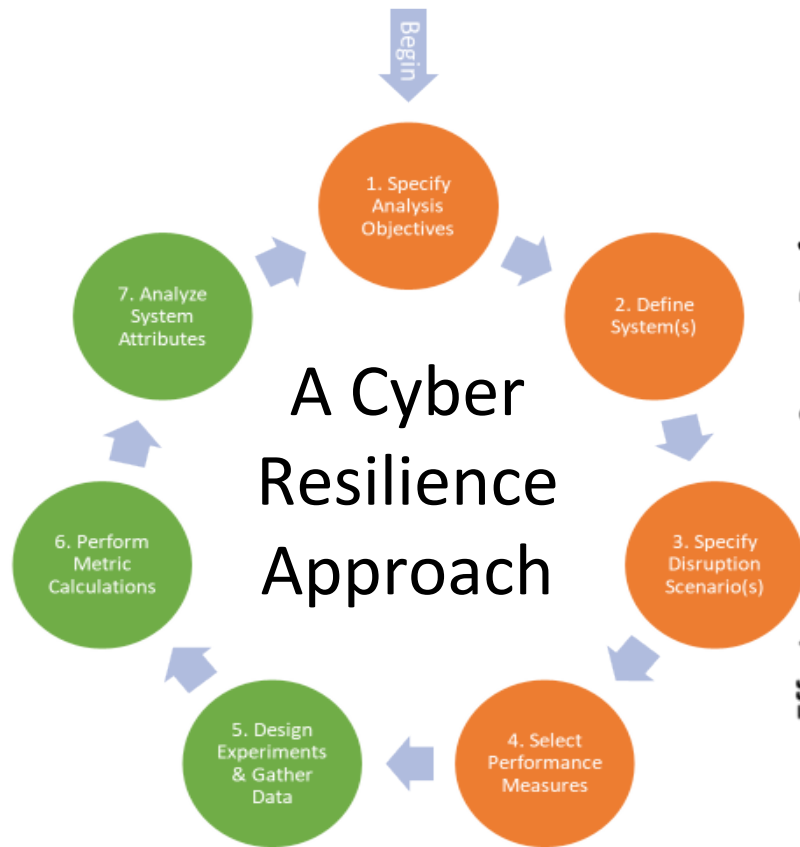 Begin
1. Specify
Analysis
Objectives
2. Define
System(s)
3. Specify
Disruption
Scenario(s)
4. Select
Performance
Measures
5. Design
Experiments
& Gather
Data
6. Perform
Metric
Calculations
7. Analyze
System
Attributes
A Cyber
Resilience
Approach